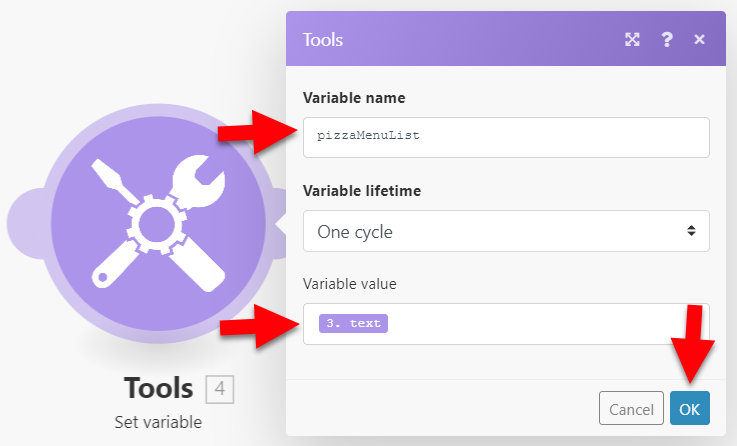 Tools
? ×
Variable name
pizzaMenuList
Variable lifetime
One cycle
Variable value
3. text
Cancel OK
Tools 4
Set variable